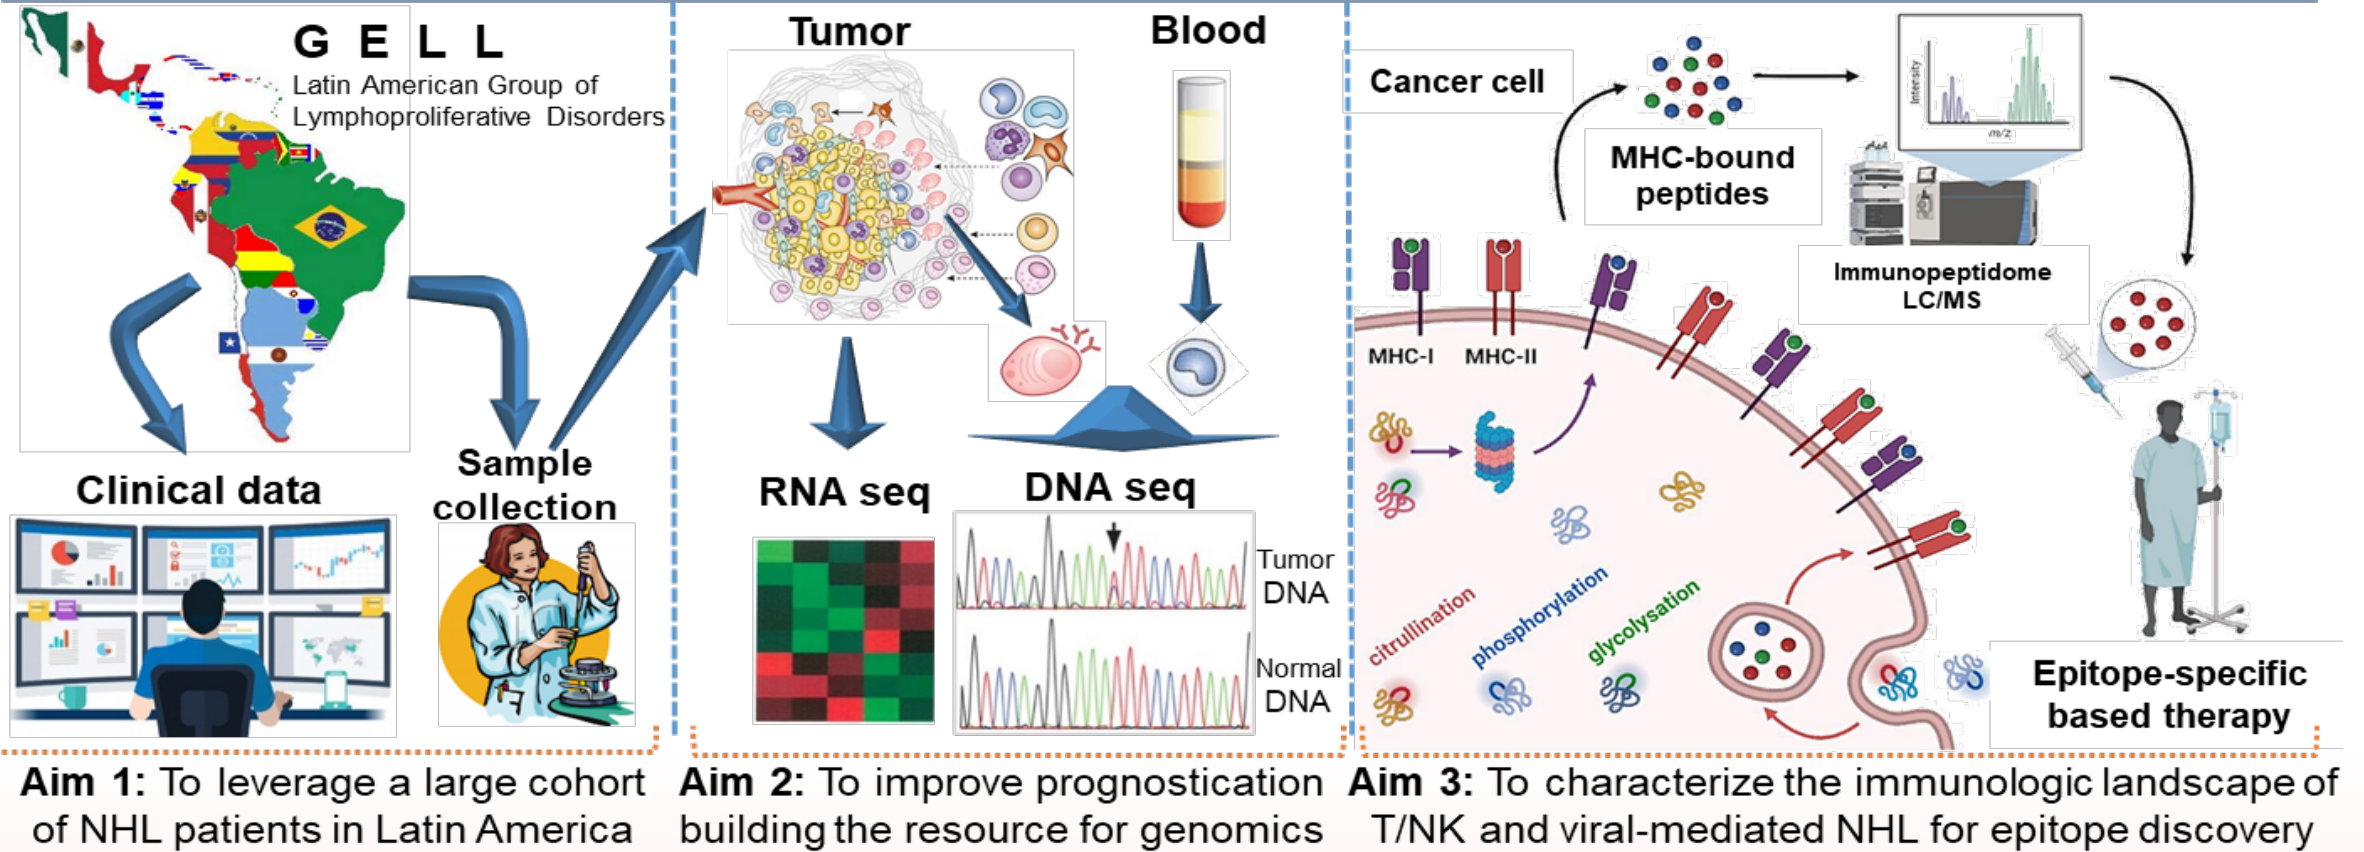 G E L L
Latin American Group of
Lymphoproliferative Disorders
Clinical data
Sample
collection
Tumor
Blood
RNA seq
DNA seq
Tumor
DNA
Normal
DNA
Cancer cell
MHC-bound
peptides
Intensity
m/z
Immunopeptidome
LC/MS
MHC-I
MHC-II
citrullination
phosphorylation
glycolysation
Epitope-specific
based therapy
Aim 1: To leverage a large cohort
of NHL patients in Latin America
Aim 2: To improve prognostication
building the resource for genomics
Aim 3: To characterize the immunologic landscape of
T/NK and viral-mediated NHL for epitope discovery